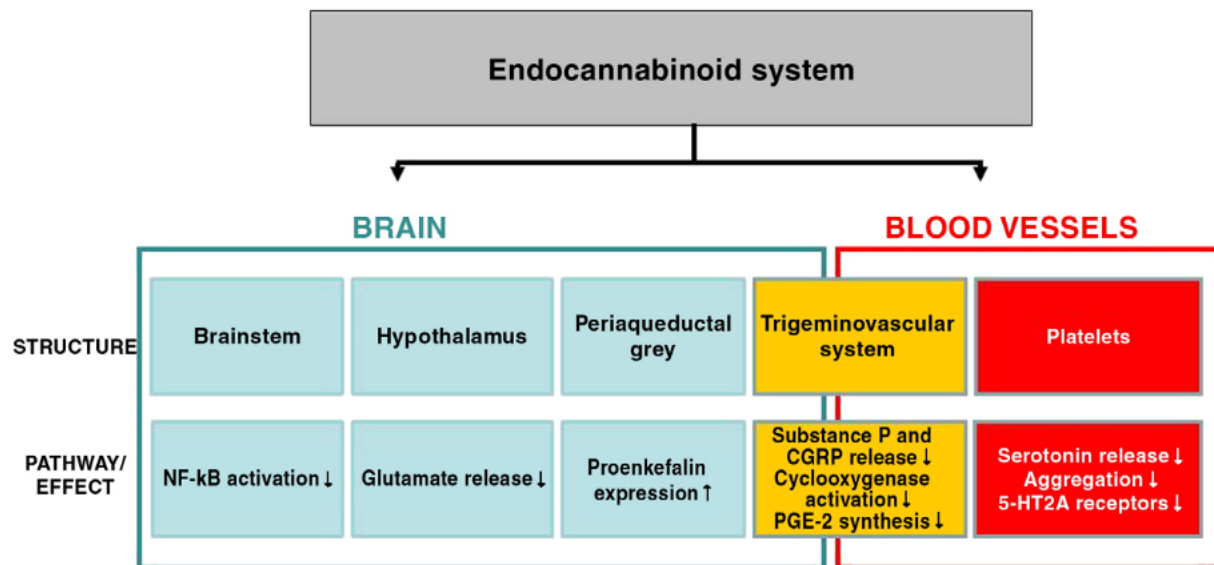 Endocannabinoid system
BRAIN
BLOOD VESSELS
STRUCTURE
Brainstem
Hypothalamus
Periaqueductal
grey
Trigeminovascular
system
Platelets
PATHWAY/
EFFECT
NF-kB activation ↓
Glutamate release ↓
Proenkefalin
expression ↑
Substance P and
CGRP release ↓
Cyclooxygenase
activation ↓
PGE-2 synthesis ↓
Serotonin release ↓
Aggregation ↓
5-HT2A receptors ↓